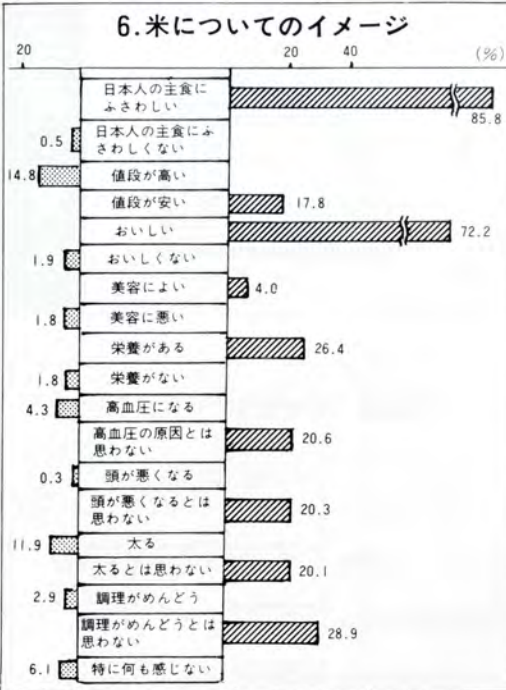 6.米についてのイメージ
20 20 40 (%)
日本人の主食に
ふさわしい
85.8
0.5 日本人の主食にふ
さわしくない
14.8 値段が高い
値段が安い 17.8
おいしい 72.2
1.9 おいしくない
美容によい 4.0
1.8 美容に悪い
栄養がある 26.4
1.8 栄養がない
4.3 高血圧になる
高血圧の原因とは
思わない 20.6
0.3 頭が悪くなる
頭が悪くなるとは
思わない 20.3
11.9 太る
太るとは思わない 20.1
2.9 調理がめんどう
調理がめんどうとは
思わない 28.9
6.1 特に何も感じない